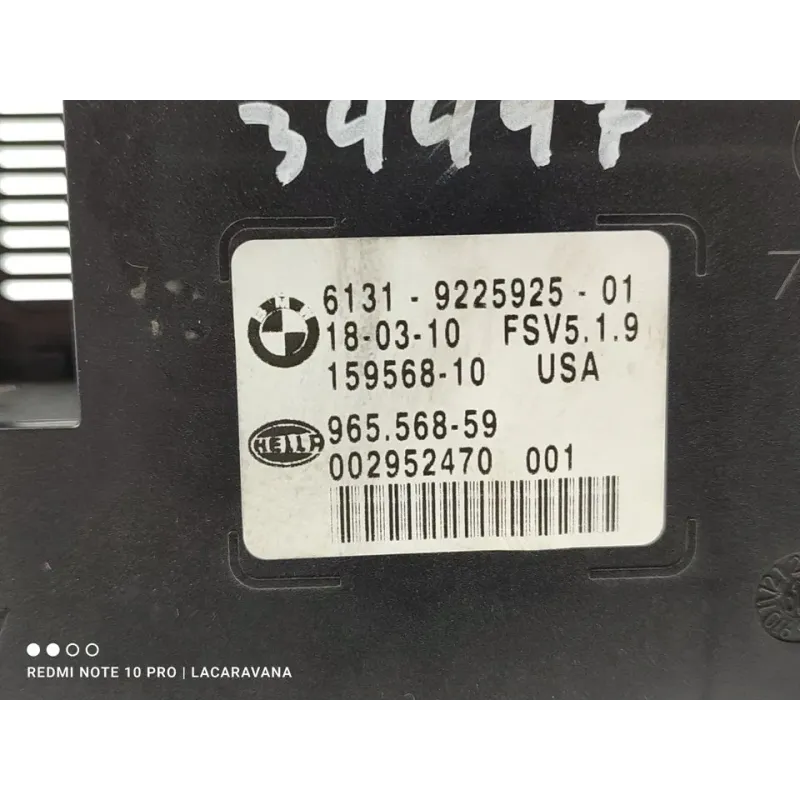 39997
6131 - 9225925 - 01
18-03-10 FSV5.1.9
159568-10 USA
HELLA
965.568-59
002952470 001
REDMI NOTE 10 PRO | LACARAVANA